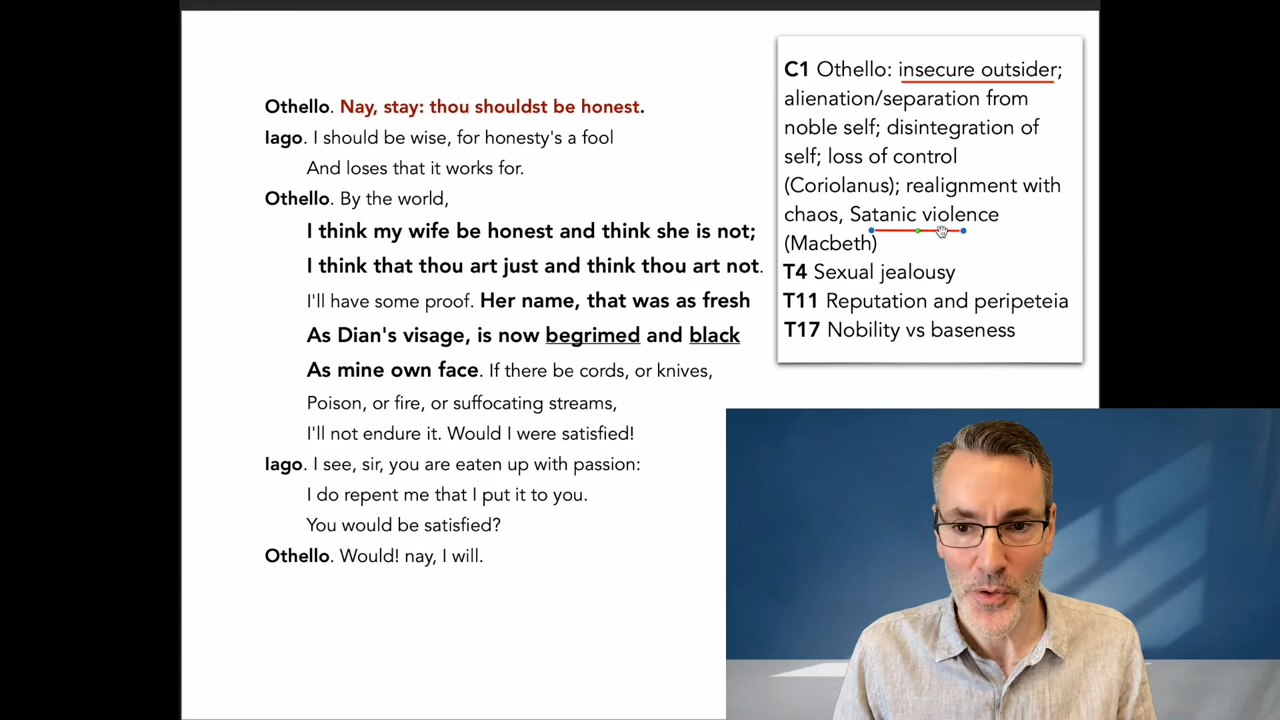 Othello. Nay, stay: thou shouldst be honest.
Iago. I should be wise, for honesty's a fool
And loses that it works for.
Othello. By the world,
I think my wife be honest and think she is not;
I think that thou art just and think thou art not.
I'll have some proof. Her name, that was as fresh
As Dian's visage, is now begrimed and black
As mine own face. If there be cords, or knives,
Poison, or fire, or suffocating streams,
I'll not endure it. Would I were satisfied!
Iago. I see, sir, you are eaten up with passion:
I do repent me that I put it to you.
You would be satisfied?
Othello. Would! nay, I will.
C1 Othello: insecure outsider;
alienation/separation from
noble self; disintegration of
self; loss of control
(Coriolanus); realignment with
chaos, Satanic violence
(Macbeth)
T4 Sexual jealousy
T11 Reputation and peripeteia
T17 Nobility vs baseness